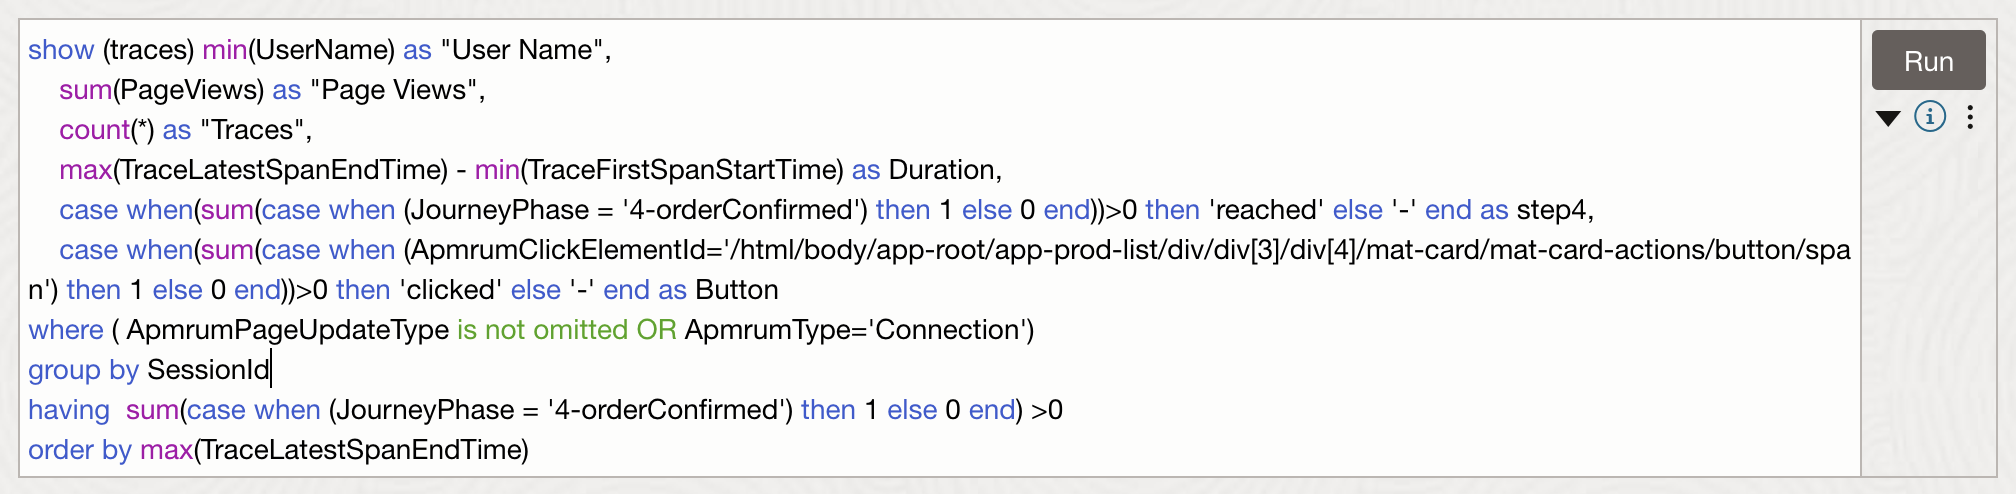 show (traces) min(UserName) as "User Name",
sum(PageViews) as "Page Views",
count(*) as "Traces",
max(TraceLatestSpanEndTime) - min(TraceFirstSpanStartTime) as Duration,
case when(sum(case when (JourneyPhase = '4-orderConfirmed') then 1 else 0 end))>0 then 'reached' else '-' end as step4,
case when(sum(case when (ApmrumClickElementId='/html/body/app-root/app-prod-list/div/div[3]/div[4]/mat-card/mat-card-actions/button/spa
n') then 1 else 0 end))>0 then 'clicked' else '-' end as Button
where ( ApmrumPageUpdateType is not omitted OR ApmrumType='Connection')
group by SessionId
having  sum(case when (JourneyPhase = '4-orderConfirmed') then 1 else 0 end) >0
order by max(TraceLatestSpanEndTime)
Run